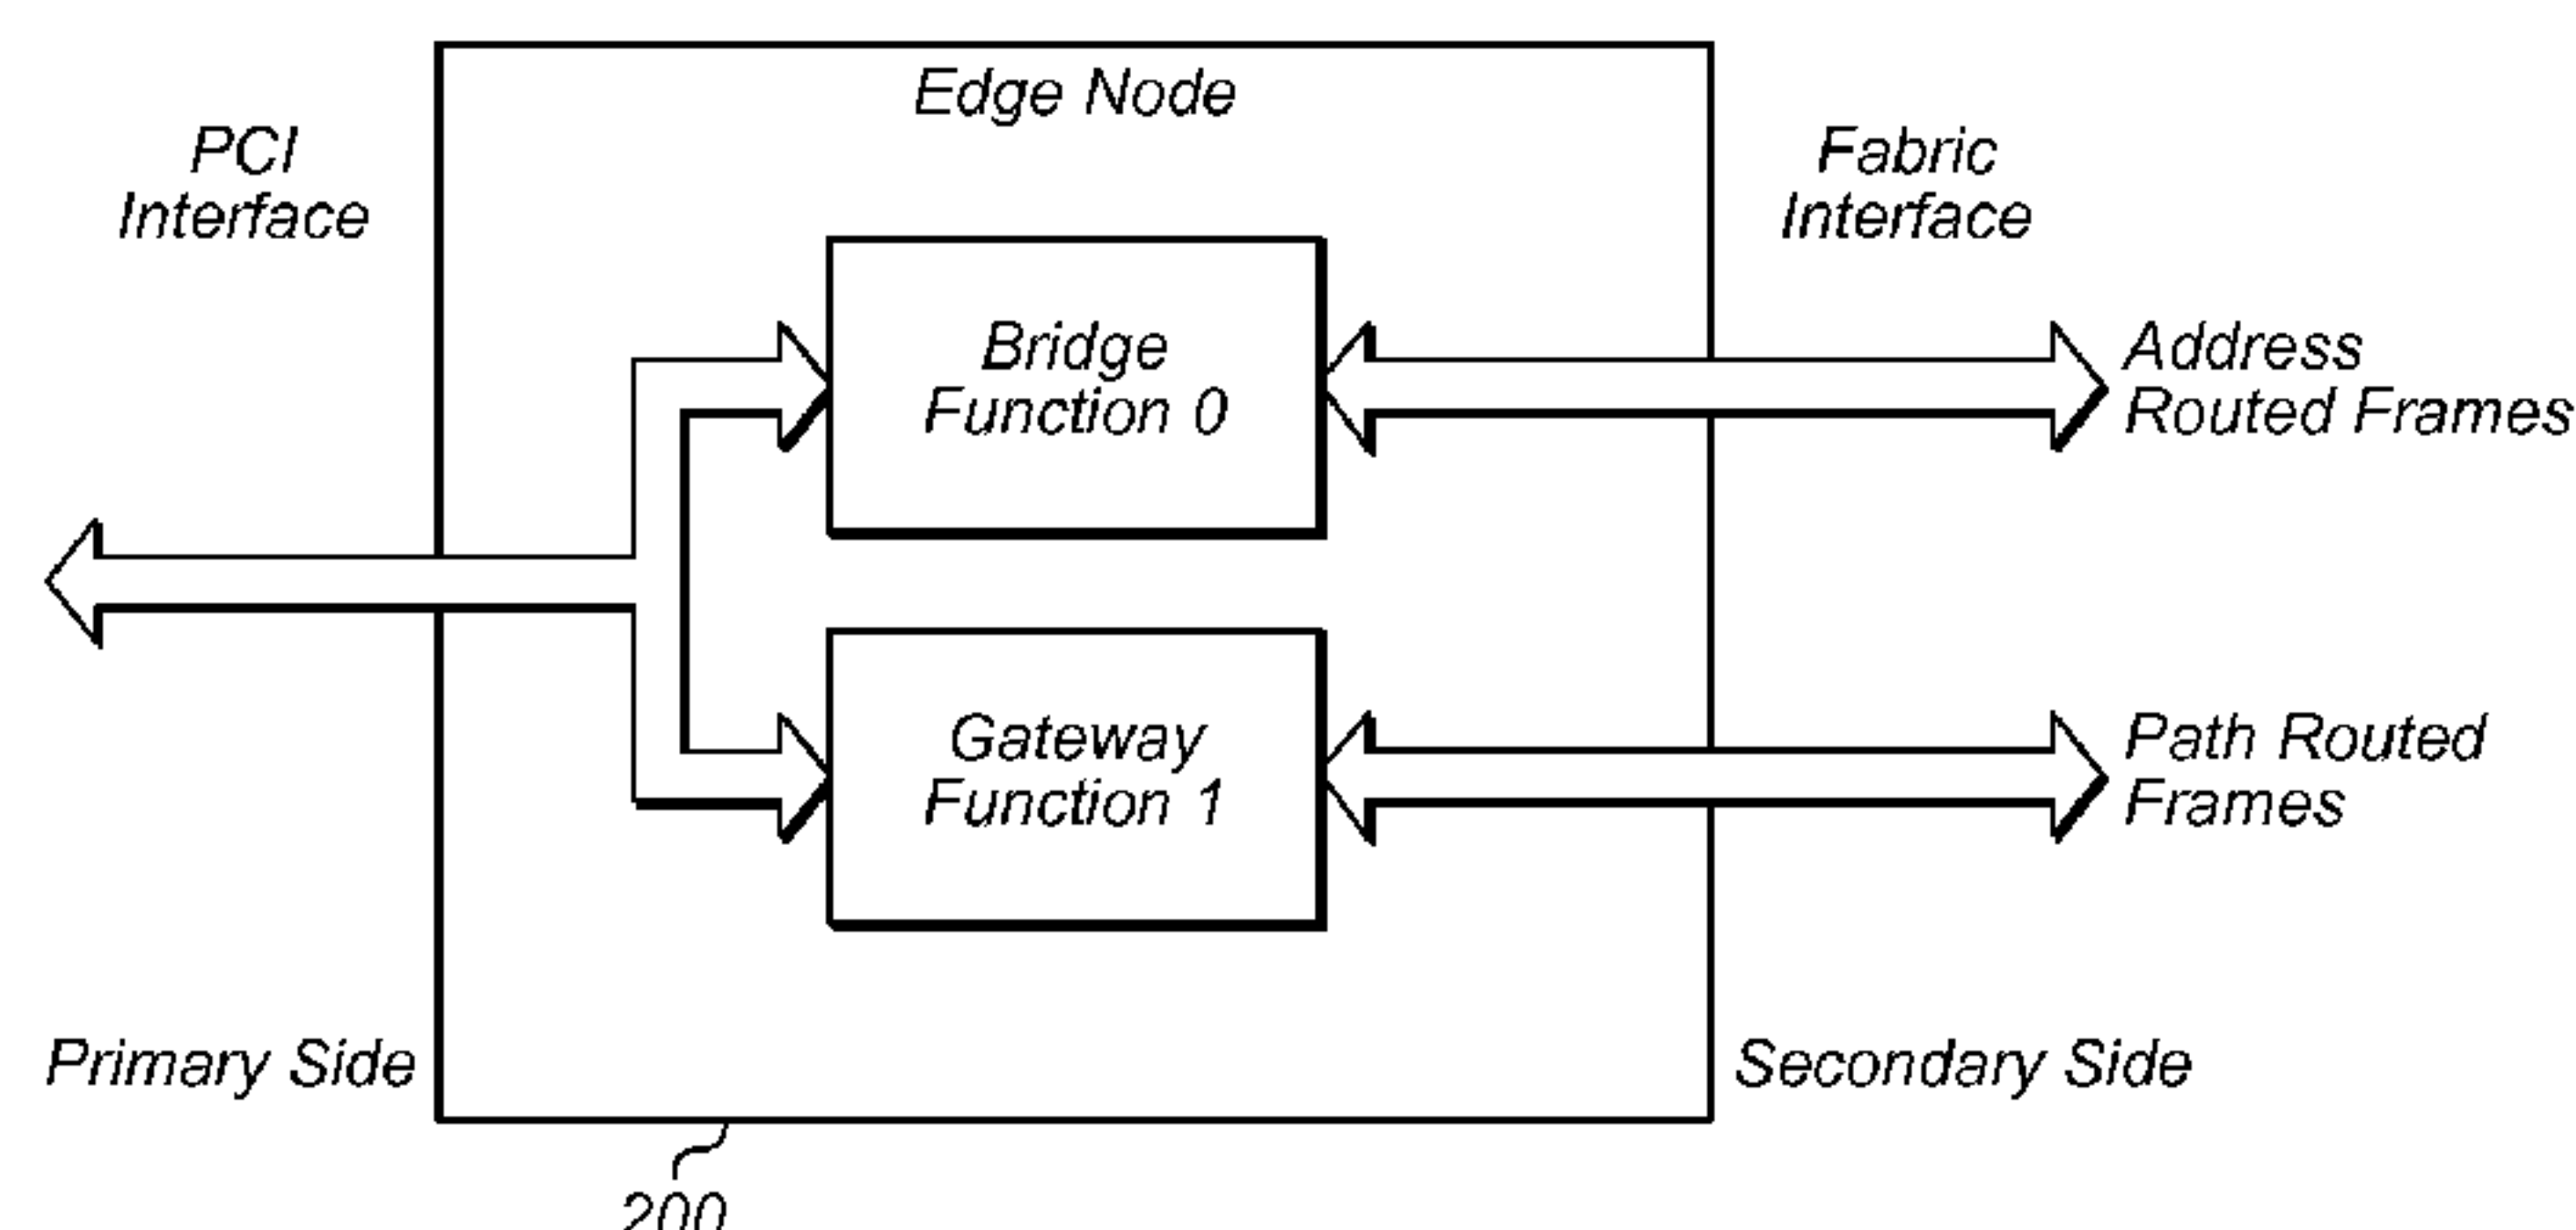 Edge Node
PCI
Interface
Fabric
Interface
Bridge
Function 0
Address
Routed Frames
Gateway
Function 1
Path Routed
Frames
Primary Side
Secondary Side
200